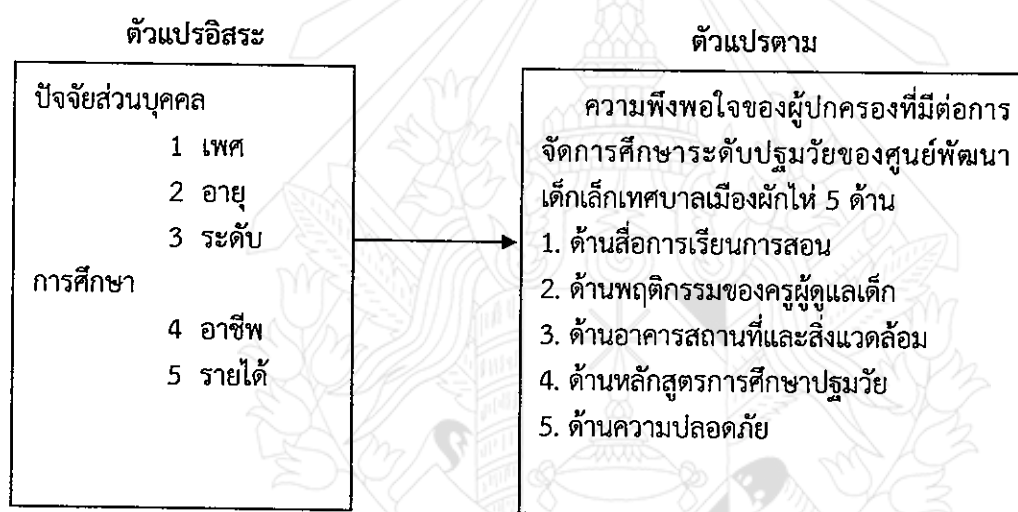 ตัวแปรอิสระ
ปัจจัยส่วนบุคคล
1 เพศ
2 อายุ
3 ระดับ
การศึกษา
4 อาชีพ
5 รายได้
ตัวแปรตาม
ความพึงพอใจของผู้ปกครองที่มีต่อการ
จัดการศึกษาระดับปฐมวัยของศูนย์พัฒนา
เด็กเล็กเทศบาลเมืองผักไห่ 5 ด้าน
1. ด้านสื่อการเรียนการสอน
2. ด้านพฤติกรรมของครูผู้ดูแลเด็ก
3. ด้านอาคารสถานที่และสิ่งแวดล้อม
4. ด้านหลักสูตรการศึกษาปฐมวัย
5. ด้านความปลอดภัย